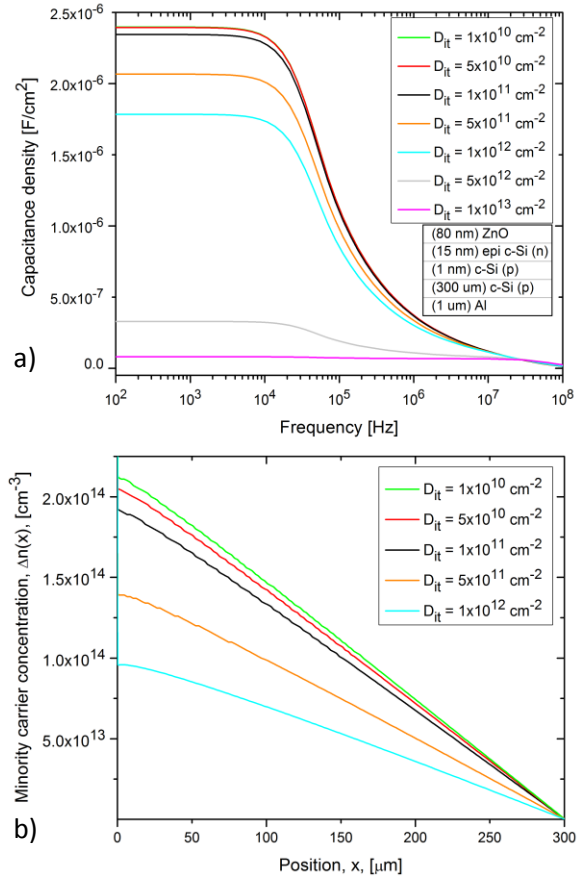 a)
Capacitance density [F/cm²]
2.5x10⁻⁶
2.0x10⁻⁶
1.5x10⁻⁶
1.0x10⁻⁶
5.0x10⁻⁷
0.0
D_it = 1x10¹⁰ cm⁻²
D_it = 5x10¹⁰ cm⁻²
D_it = 1x10¹¹ cm⁻²
D_it = 5x10¹¹ cm⁻²
D_it = 1x10¹² cm⁻²
D_it = 5x10¹² cm⁻²
D_it = 1x10¹³ cm⁻²
(80 nm) ZnO
(15 nm) epi c-Si (n)
(1 nm) c-Si (p)
(300 um) c-Si (p)
(1 um) Al
10² 10³ 10⁴ 10⁵ 10⁶ 10⁷ 10⁸
Frequency [Hz]
b)
Minority carrier concentration, Δn(x), [cm⁻³]
2.0x10¹⁴
1.5x10¹⁴
1.0x10¹⁴
5.0x10¹³
D_it = 1x10¹⁰ cm⁻²
D_it = 5x10¹⁰ cm⁻²
D_it = 1x10¹¹ cm⁻²
D_it = 5x10¹¹ cm⁻²
D_it = 1x10¹² cm⁻²
0 50 100 150 200 250 300
Position, x, [μm]